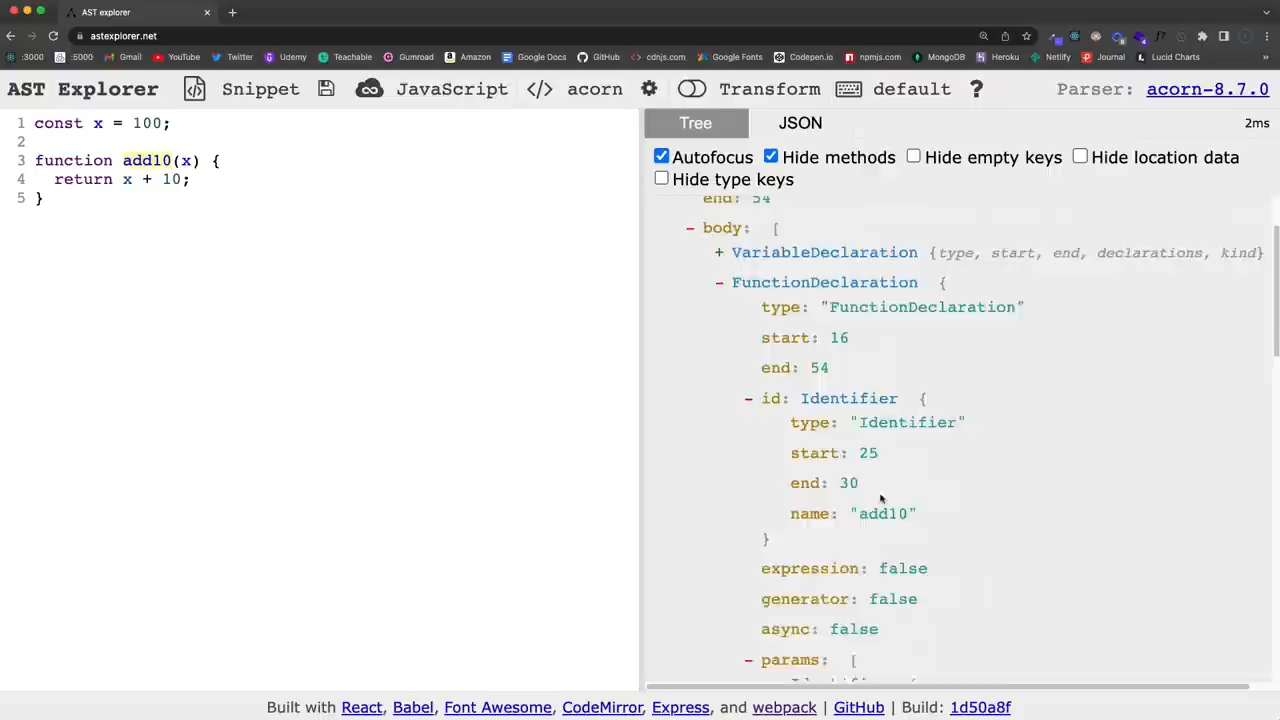 AST explorer
astexplorer.net
:3000 :5000 Gmail YouTube Twitter Udemy Teachable Gumroad Amazon Google Docs GitHub cdnjs.com Google Fonts Codepen.io npmjs.com MongoDB Heroku Netlify Journal Lucid Charts »
AST Explorer Snippet JavaScript </> acorn Transform default ? Parser: acorn-8.7.0
Tree JSON 2ms
Autofocus Hide methods Hide empty keys Hide location data
Hide type keys
1 const x = 100;
2
3 function add10(x) {
4 return x + 10;
5 }
end: 54
- body: [
+ VariableDeclaration {type, start, end, declarations, kind}
- FunctionDeclaration {
type: "FunctionDeclaration"
start: 16
end: 54
- id: Identifier {
type: "Identifier"
start: 25
end: 30
name: "add10"
}
expression: false
generator: false
async: false
- params: [
Built with React, Babel, Font Awesome, CodeMirror, Express, and webpack | GitHub | Build: 1d50a8f